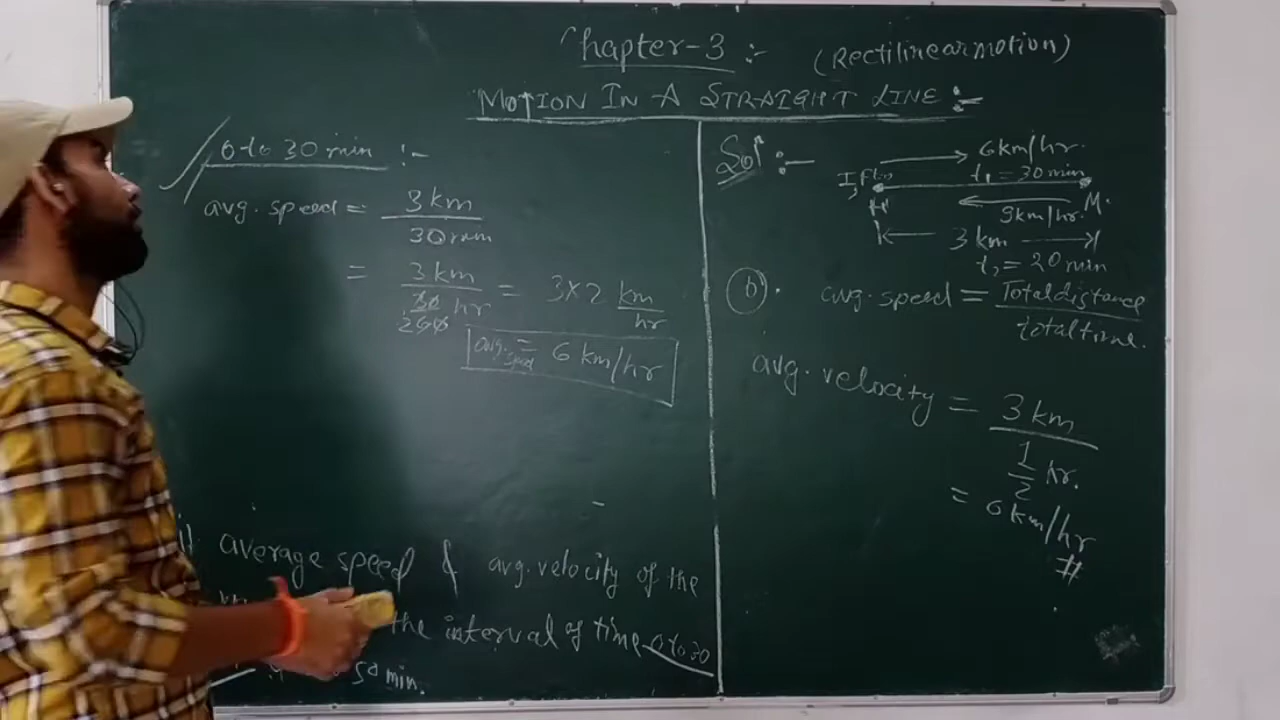 Chapter-3 :- (Rectilinear motion)
MOTION IN A STRAIGHT LINE :-
0 to 30 min :-
avg. speed = 3 km
30 min
= 3 km
30 hr = 3 x 2 km
60 hr
avg. speed = 6 km/hr
average speed & avg. velocity of the
the interval of time 0 to 30
50 min.
Sol :- 6 km/hr.
t₁ = 30 min
H M.
9km/hr.
3 km
t₂ = 20 min
(b). avg. speed = Total distance
total time.
avg. velocity = 3 km
1
2 hr.
= 6 km/hr
#